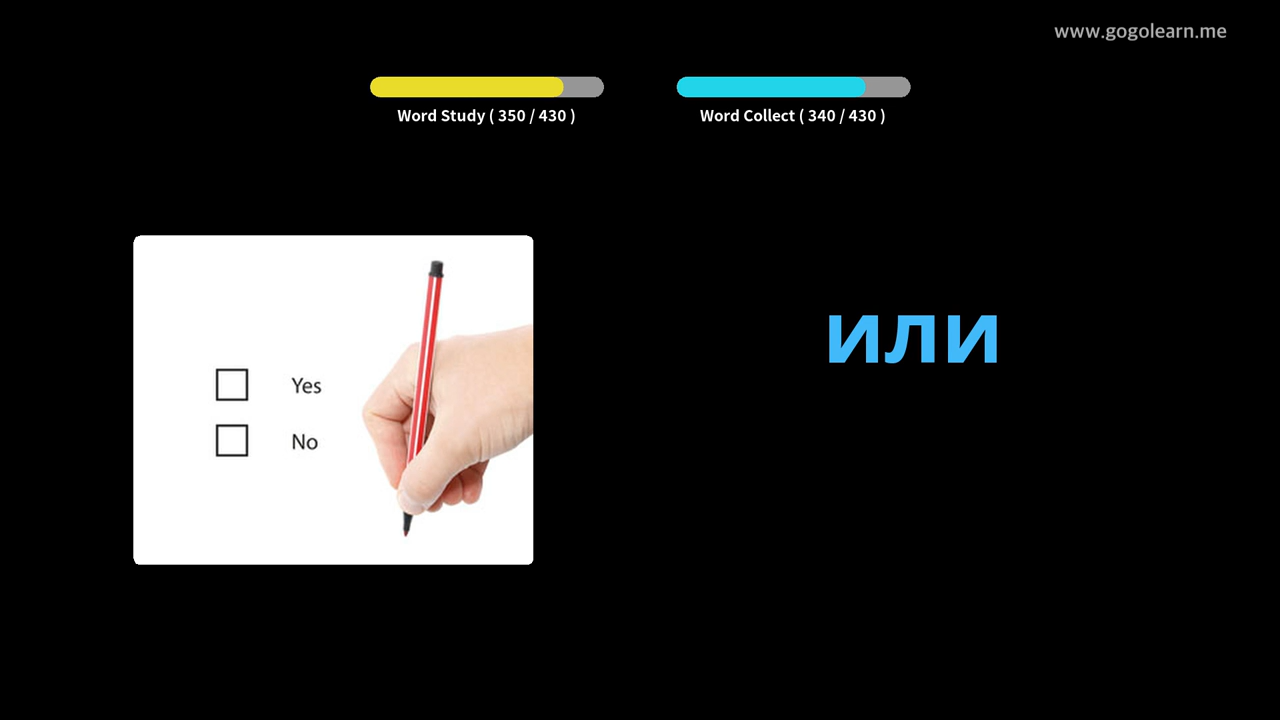 www.gogolearn.me
Word Study ( 350 / 430 )
Word Collect ( 340 / 430 )
Yes
No
или